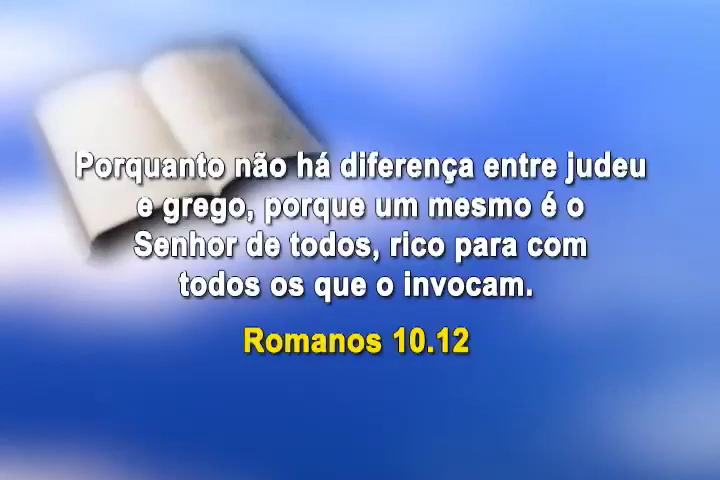 Porquanto não há diferença entre judeu
e grego, porque um mesmo é o
Senhor de todos, rico para com
todos os que o invocam.
Romanos 10.12